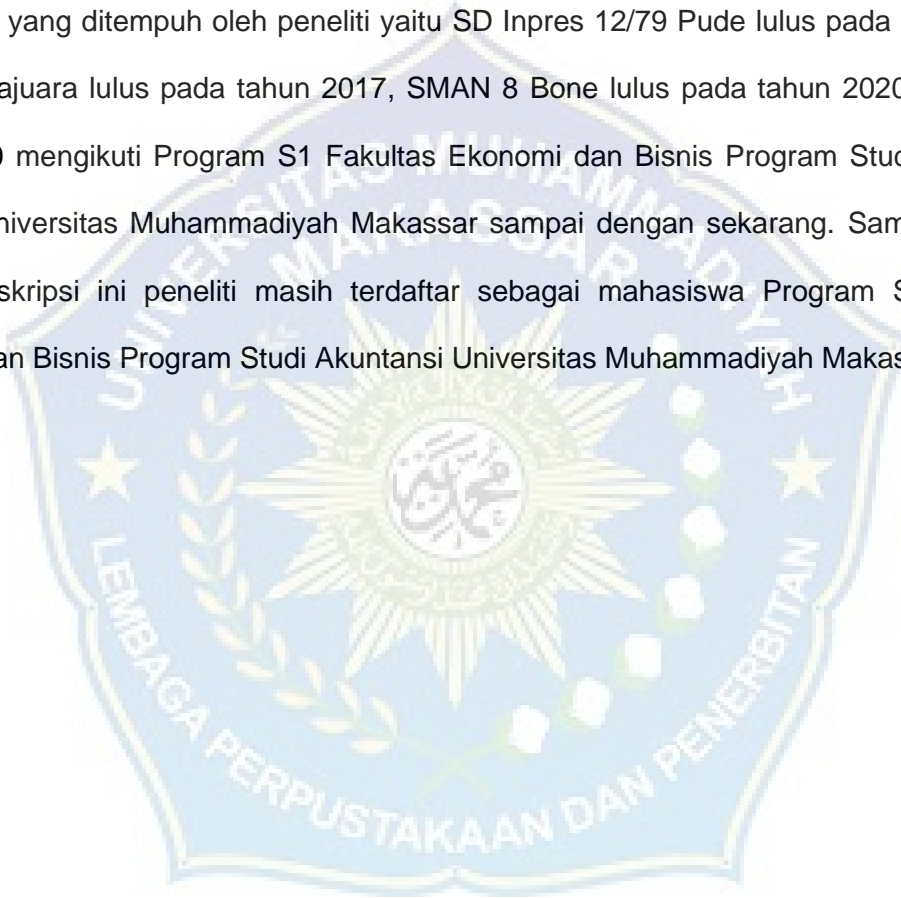 yang ditempuh oleh peneliti yaitu SD Inpres 12/79 Pude lulus pada
ajuara lulus pada tahun 2017, SMAN 8 Bone lulus pada tahun 2020
mengikuti Program S1 Fakultas Ekonomi dan Bisnis Program Stud
niversitas Muhammadiyah Makassar sampai dengan sekarang. Sam
skripsi ini peneliti masih terdaftar sebagai mahasiswa Program S
an Bisnis Program Studi Akuntansi Universitas Muhammadiyah Makas
UNIVERSITAS MUHAMMADIYAH
MAKASSAR
LEMBAGA PERPUSTAKAAN DAN PENERBITAN